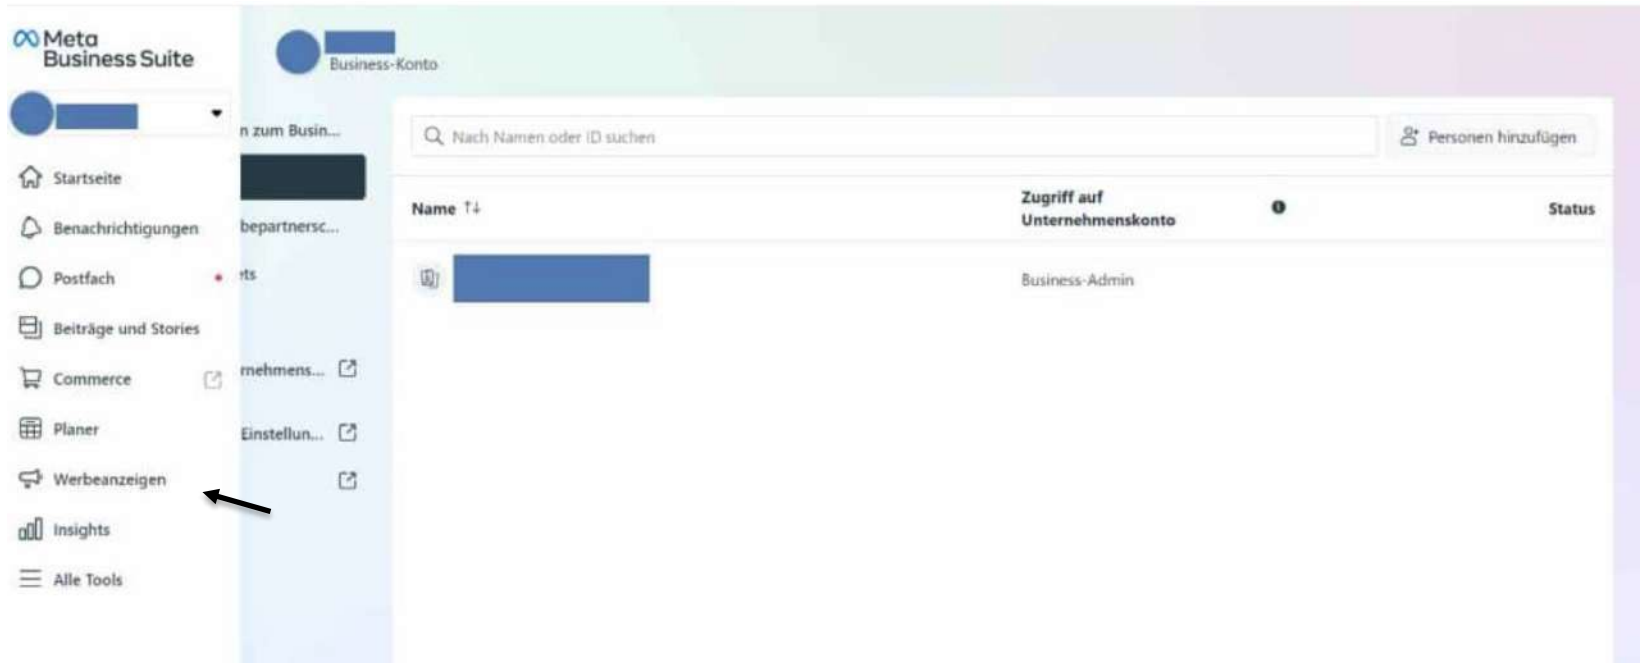 Meta
Business Suite
Startseite
Benachrichtigungen
Postfach
Beiträge und Stories
Commerce
Planer
Werbeanzeigen
Insights
Alle Tools
Business-Konto
n zum Busin...
bepartnersc...
ets
rnehmens...
Einstellun...
Nach Namen oder ID suchen
Personen hinzufügen
Name ↑↓
Zugriff auf
Unternehmenskonto
Status
Business-Admin